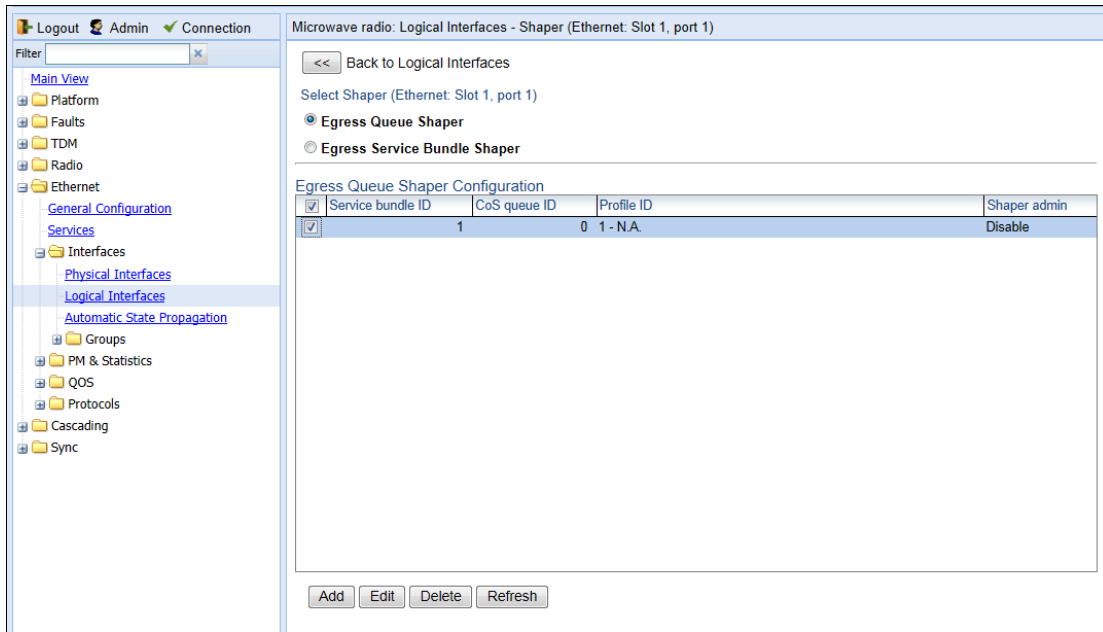 Logout Admin Connection
Filter
Main View
Platform
Faults
TDM
Radio
Ethernet
General Configuration
Services
Interfaces
Physical Interfaces
Logical Interfaces
Automatic State Propagation
Groups
PM & Statistics
QOS
Protocols
Cascading
Sync
Microwave radio: Logical Interfaces - Shaper (Ethernet: Slot 1, port 1)
<< Back to Logical Interfaces
Select Shaper (Ethernet: Slot 1, port 1)
Egress Queue Shaper
Egress Service Bundle Shaper
Egress Queue Shaper Configuration
Service bundle ID CoS queue ID Profile ID Shaper admin
1 0 1 - N.A. Disable
Add Edit Delete Refresh